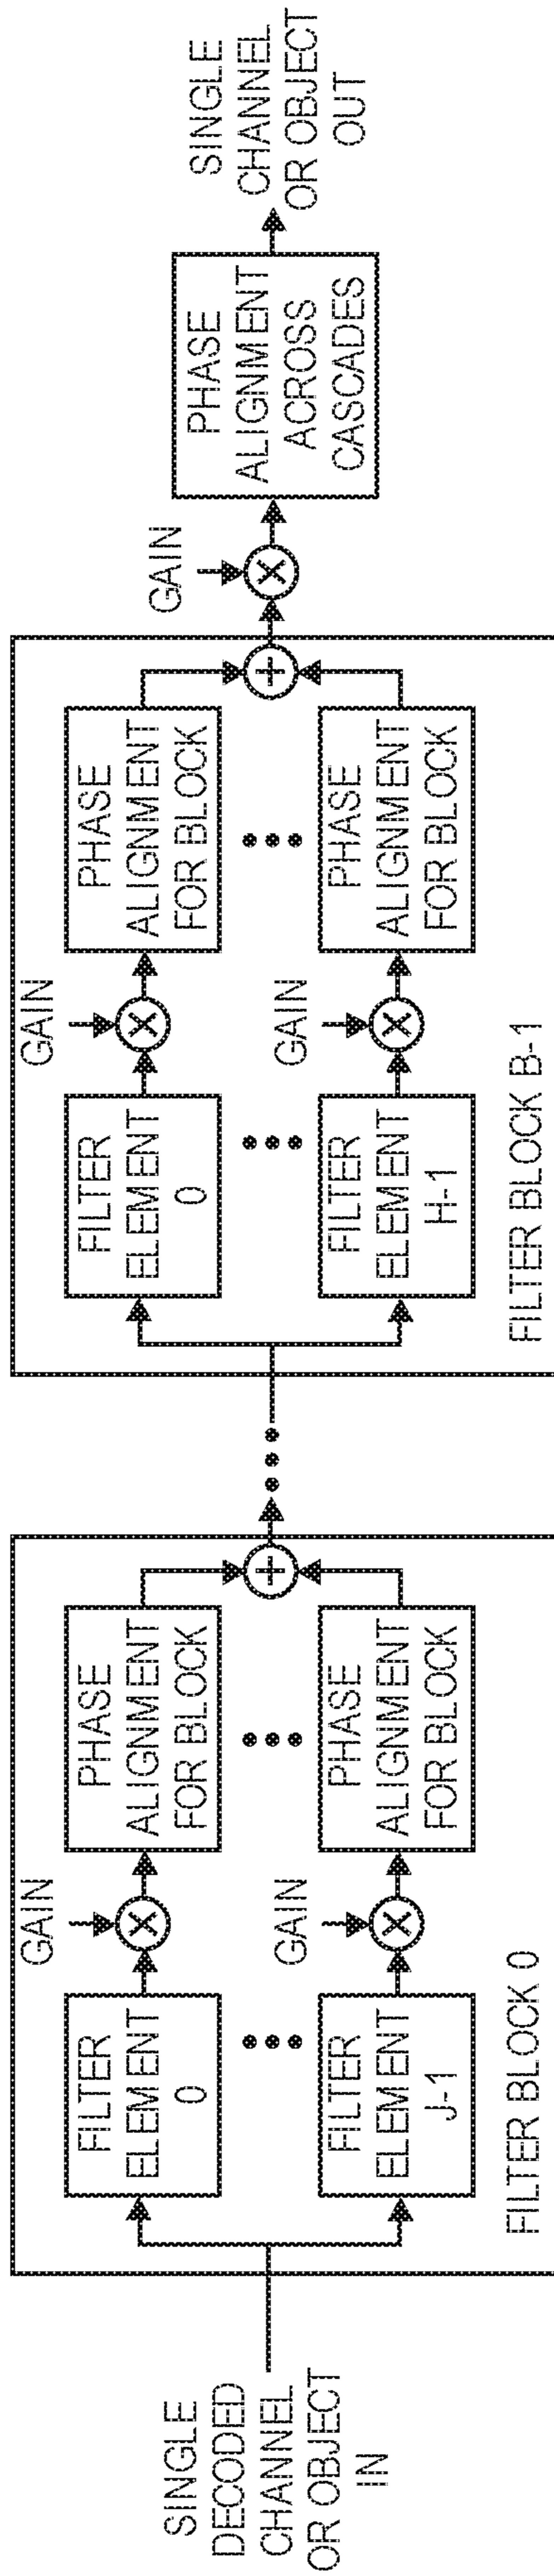 SINGLE
DECODED
CHANNEL
OR OBJECT
IN
FILTER
ELEMENT
0
GAIN
PHASE
ALIGNMENT
FOR BLOCK
FILTER
ELEMENT
J-1
GAIN
PHASE
ALIGNMENT
FOR BLOCK
FILTER BLOCK 0
FILTER
ELEMENT
0
GAIN
PHASE
ALIGNMENT
FOR BLOCK
FILTER
ELEMENT
H-1
GAIN
PHASE
ALIGNMENT
FOR BLOCK
FILTER BLOCK B-1
GAIN
PHASE
ALIGNMENT
ACROSS
CASCADES
SINGLE
CHANNEL
OR OBJECT
OUT